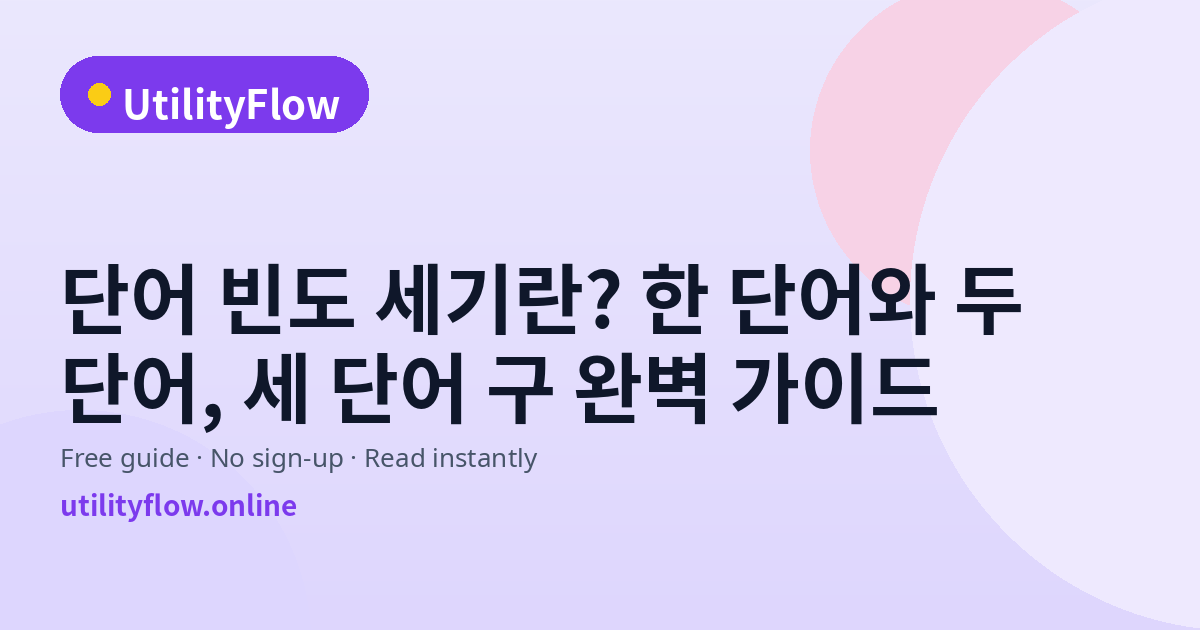 UtilityFlow
단어 빈도 세기란? 한 단어와 두
단어, 세 단어 구 완벽 가이드
Free guide · No sign-up · Read instantly
utilityflow.online